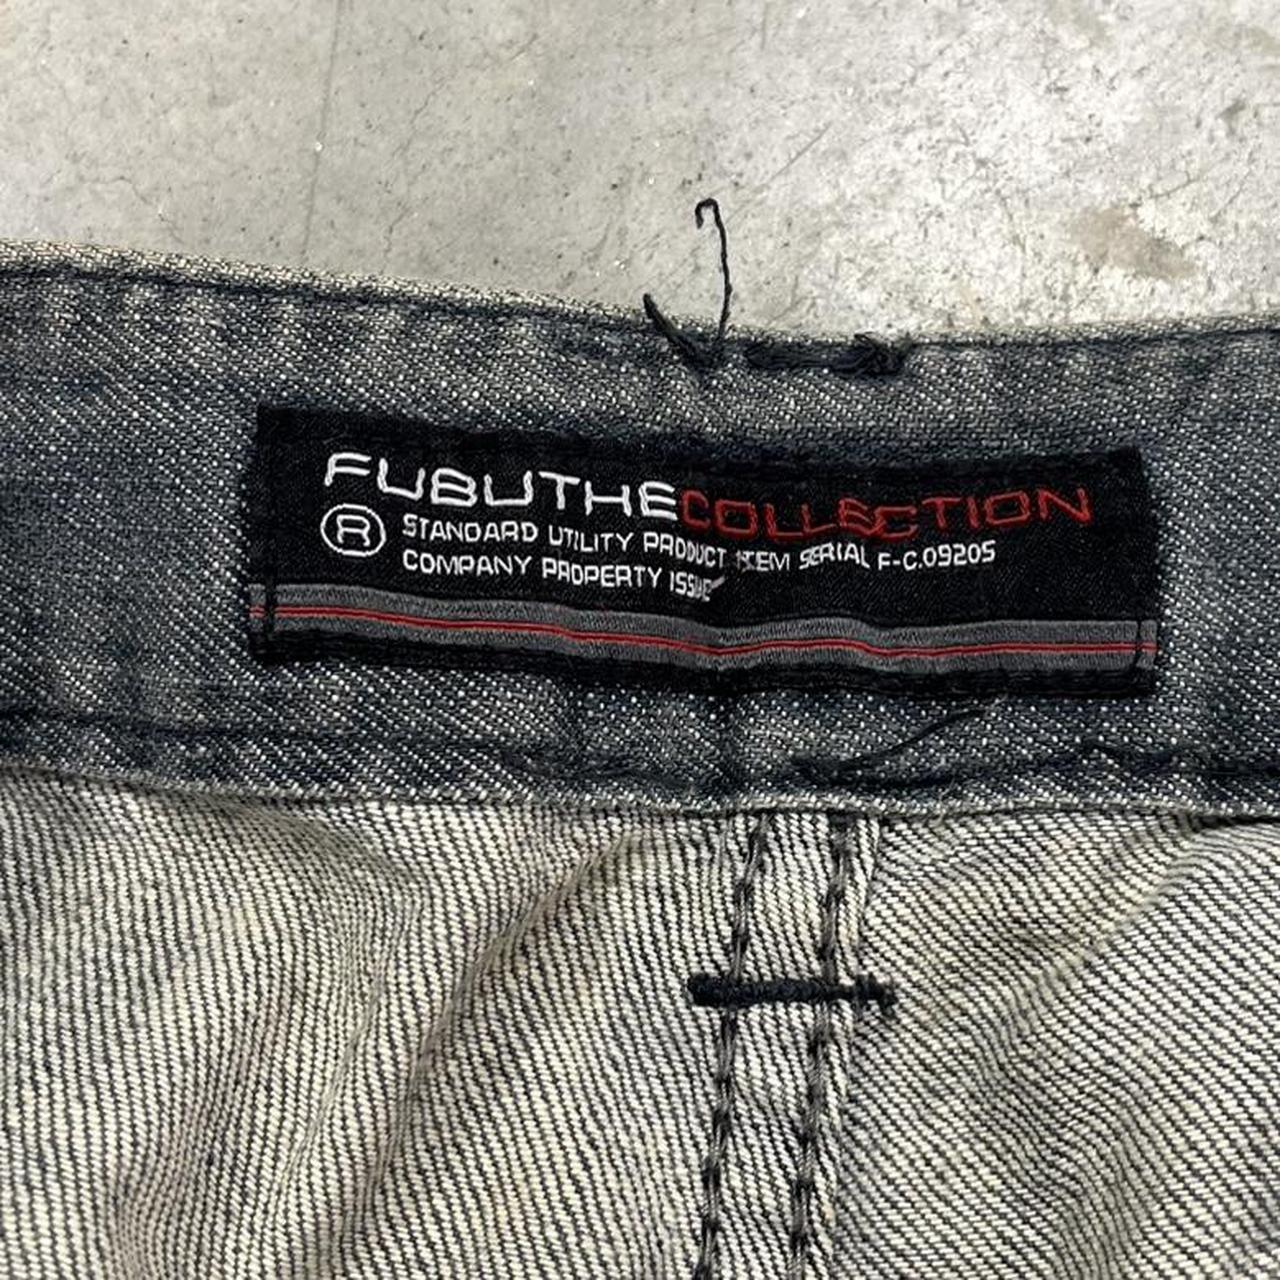 FUBUTHECOLLECTION
® STANDARD UTILITY PRODUCT ITEM SERIAL F-C.09205
COMPANY PROPERTY ISSUE